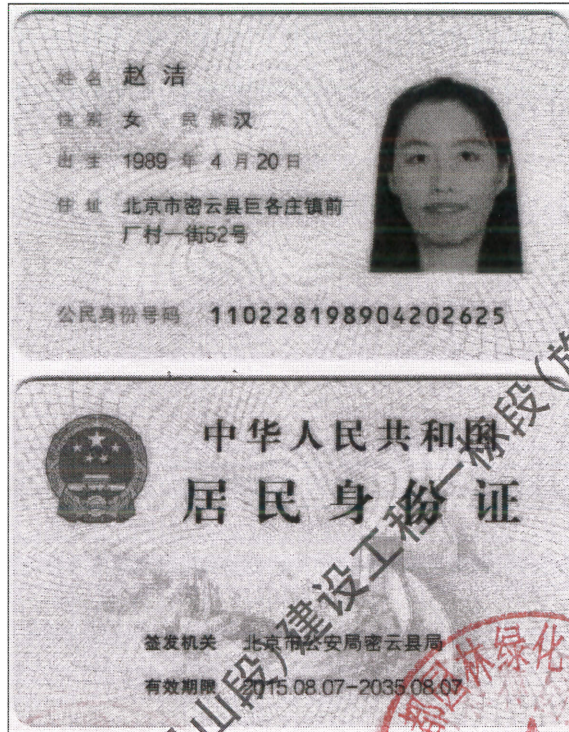 姓名 赵洁
性别 女 民族 汉
出生 1989 年 4 月 20 日
住址 北京市密云县巨各庄镇前
厂村一街52号
公民身份号码 110228198904202625
中华人民共和国
居民身份证
签发机关 北京市公安局密云县局
有效期限 2015.08.07-2035.08.07
山段)建设工程一标段(施
都园林绿化